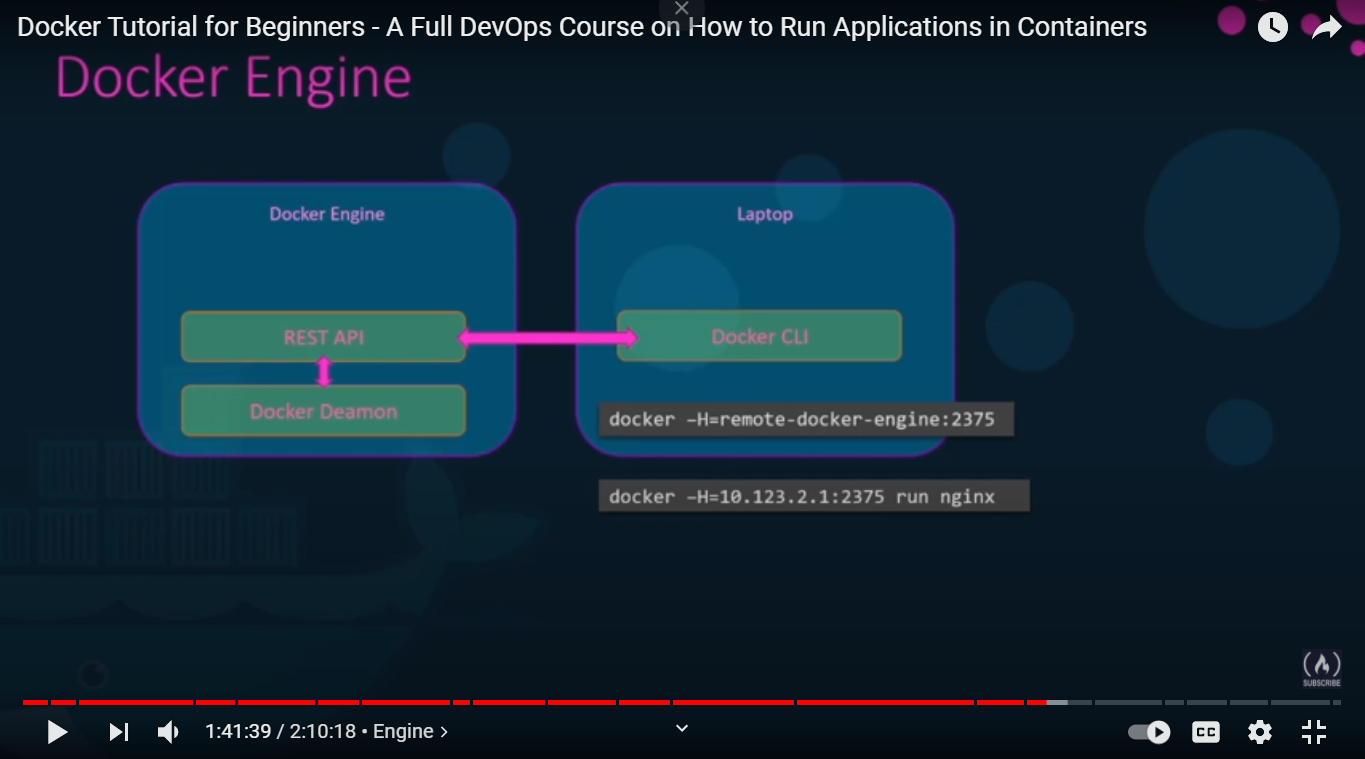 Docker Tutorial for Beginners - A Full DevOps Course on How to Run Applications in Containers
Docker Engine
Docker Engine
REST API
Docker Deamon
Laptop
Docker CLI
docker –H=remote-docker-engine:2375
docker –H=10.123.2.1:2375 run nginx
SUBSCRIBE
1:41:39 / 2:10:18 • Engine
CC